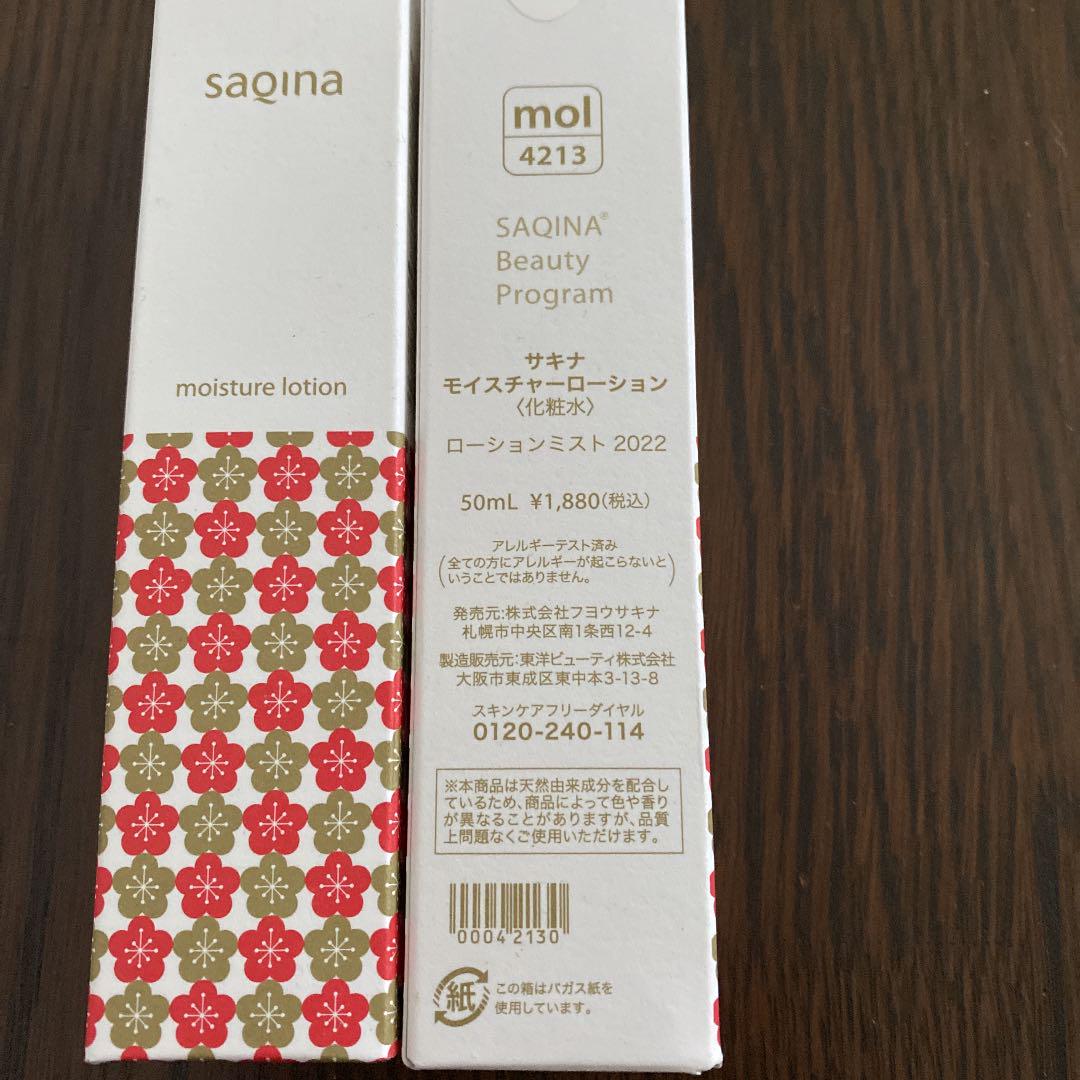 saqina
moisture lotion
mol
4213
SAQINA®
Beauty
Program
サキナ
モイスチャーローション
〈化粧水〉
ローションミスト 2022
50mL ¥1,880(税込)
アレルギーテスト済み
(全ての方にアレルギーが起こらないと
いうことではありません。)
発売元:株式会社フヨウサキナ
札幌市中央区南1条西12-4
製造販売元:東洋ビューティ株式会社
大阪市東成区東中本3-13-8
スキンケアフリーダイヤル
0120-240-114
※本商品は天然由来成分を配合し
ているため、商品によって色や香り
が異なることがありますが、品質
上問題なくご使用いただけます。
00042130
紙
この箱はバガス紙を
使用しています。